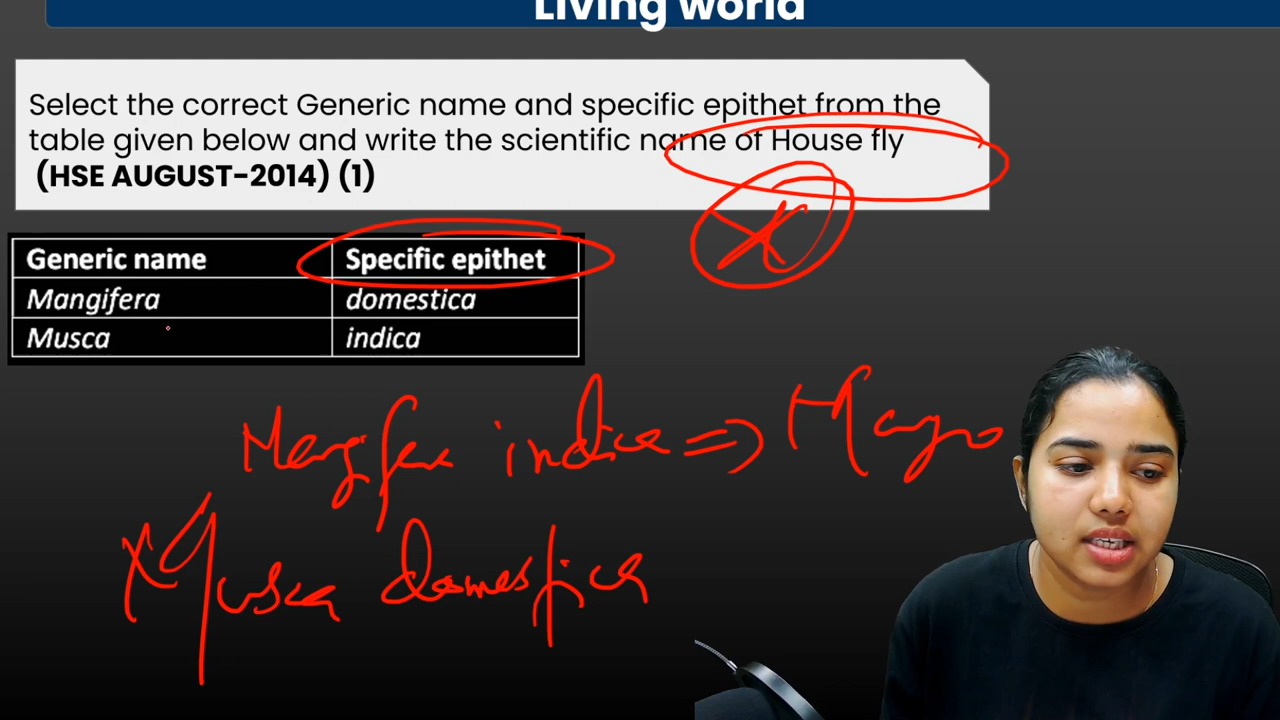 Living world
Select the correct Generic name and specific epithet from the
table given below and write the scientific name of House fly
(HSE AUGUST-2014) (1)
Generic name Specific epithet
Mangifera domestica
Musca indica
Mangifera indica => Mango
Musca domestica